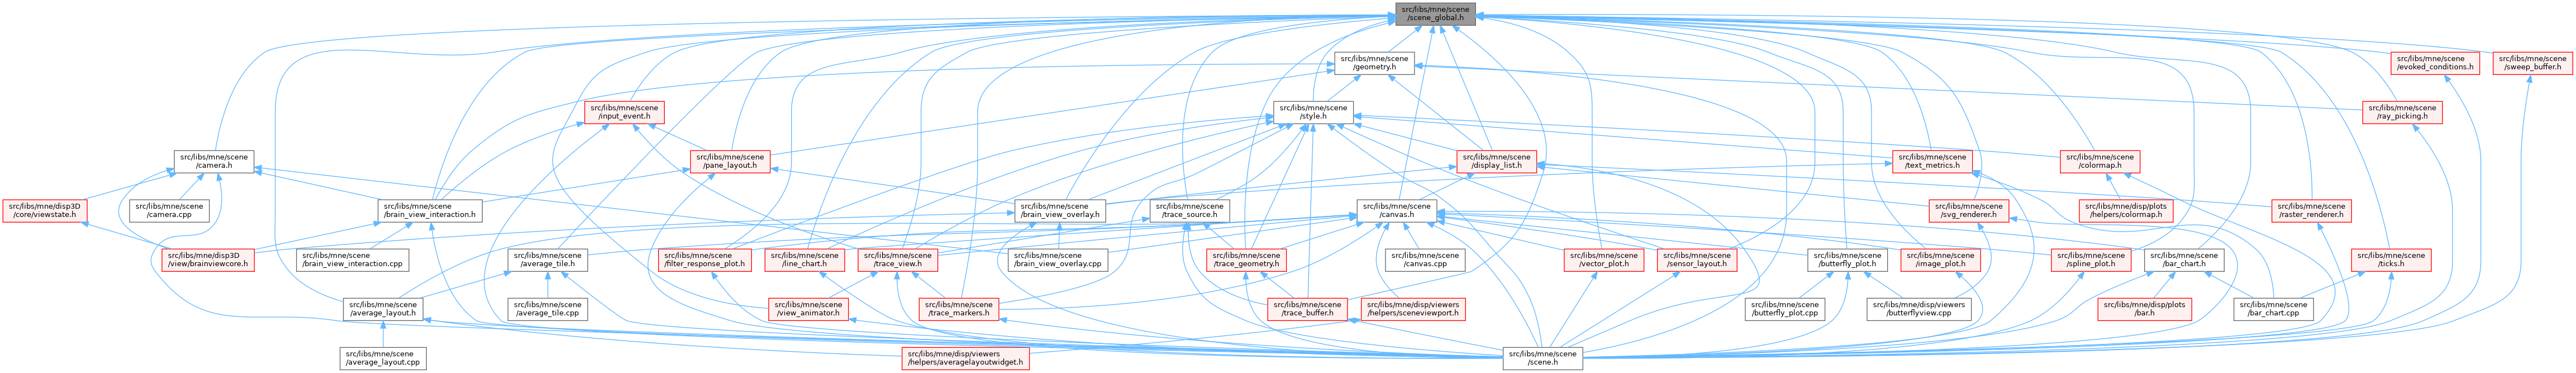 src/libs/mne/scene
/scene_global.h
src/libs/mne/scene
/geometry.h
src/libs/mne/scene
/evoked_conditions.h
src/libs/mne/scene
/sweep_buffer.h
src/libs/mne/scene
/input_event.h
src/libs/mne/scene
/style.h
src/libs/mne/scene
/ray_picking.h
src/libs/mne/scene
/camera.h
src/libs/mne/scene
/pane_layout.h
src/libs/mne/scene
/display_list.h
src/libs/mne/scene
/text_metrics.h
src/libs/mne/scene
/colormap.h
src/libs/mne/disp3D
/core/viewstate.h
src/libs/mne/scene
/camera.cpp
src/libs/mne/scene
/brain_view_interaction.h
src/libs/mne/scene
/brain_view_overlay.h
src/libs/mne/scene
/trace_source.h
src/libs/mne/scene
/canvas.h
src/libs/mne/scene
/svg_renderer.h
src/libs/mne/disp/plots
/helpers/colormap.h
src/libs/mne/scene
/raster_renderer.h
src/libs/mne/disp3D
/view/brainviewcore.h
src/libs/mne/scene
/brain_view_interaction.cpp
src/libs/mne/scene
/average_tile.h
src/libs/mne/scene
/filter_response_plot.h
src/libs/mne/scene
/line_chart.h
src/libs/mne/scene
/trace_view.h
src/libs/mne/scene
/brain_view_overlay.cpp
src/libs/mne/scene
/trace_geometry.h
src/libs/mne/scene
/canvas.cpp
src/libs/mne/scene
/vector_plot.h
src/libs/mne/scene
/sensor_layout.h
src/libs/mne/scene
/butterfly_plot.h
src/libs/mne/scene
/image_plot.h
src/libs/mne/scene
/spline_plot.h
src/libs/mne/scene
/bar_chart.h
src/libs/mne/scene
/ticks.h
src/libs/mne/scene
/average_layout.h
src/libs/mne/scene
/average_tile.cpp
src/libs/mne/scene
/view_animator.h
src/libs/mne/scene
/trace_markers.h
src/libs/mne/scene
/trace_buffer.h
src/libs/mne/disp/viewers
/helpers/sceneviewport.h
src/libs/mne/scene
/butterfly_plot.cpp
src/libs/mne/disp/viewers
/butterflyview.cpp
src/libs/mne/disp/plots
/bar.h
src/libs/mne/scene
/bar_chart.cpp
src/libs/mne/scene
/average_layout.cpp
src/libs/mne/disp/viewers
/helpers/averagelayoutwidget.h
src/libs/mne/scene
/scene.h